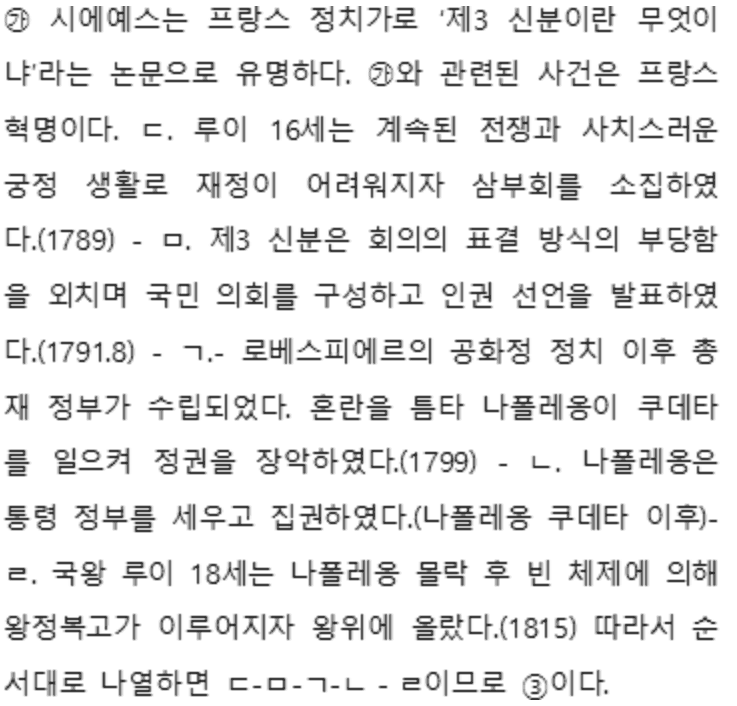 ㉮ 시에예스는 프랑스 정치가로 '제3 신분이란 무엇이
냐'라는 논문으로 유명하다. ㉮와 관련된 사건은 프랑스
혁명이다. ㄷ. 루이 16세는 계속된 전쟁과 사치스러운
궁정 생활로 재정이 어려워지자 삼부회를 소집하였
다.(1789) - ㅁ. 제3 신분은 회의의 표결 방식의 부당함
을 외치며 국민 의회를 구성하고 인권 선언을 발표하였
다.(1791.8) - ㄱ.- 로베스피에르의 공화정 정치 이후 총
재 정부가 수립되었다. 혼란을 틈타 나폴레옹이 쿠데타
를 일으켜 정권을 장악하였다.(1799) - ㄴ. 나폴레옹은
통령 정부를 세우고 집권하였다.(나폴레옹 쿠데타 이후)-
ㄹ. 국왕 루이 18세는 나폴레옹 몰락 후 빈 체제에 의해
왕정복고가 이루어지자 왕위에 올랐다.(1815) 따라서 순
서대로 나열하면 ㄷ-ㅁ-ㄱ-ㄴ - ㄹ이므로 ③이다.